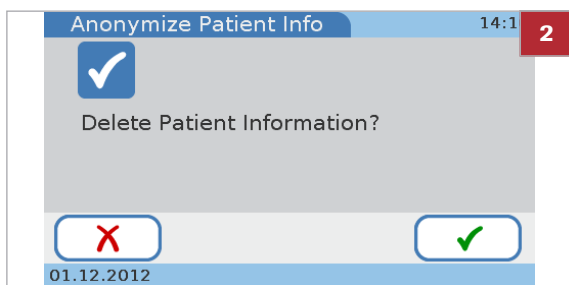 Anonymize Patient Info 14:1
2
Delete Patient Information?
01.12.2012